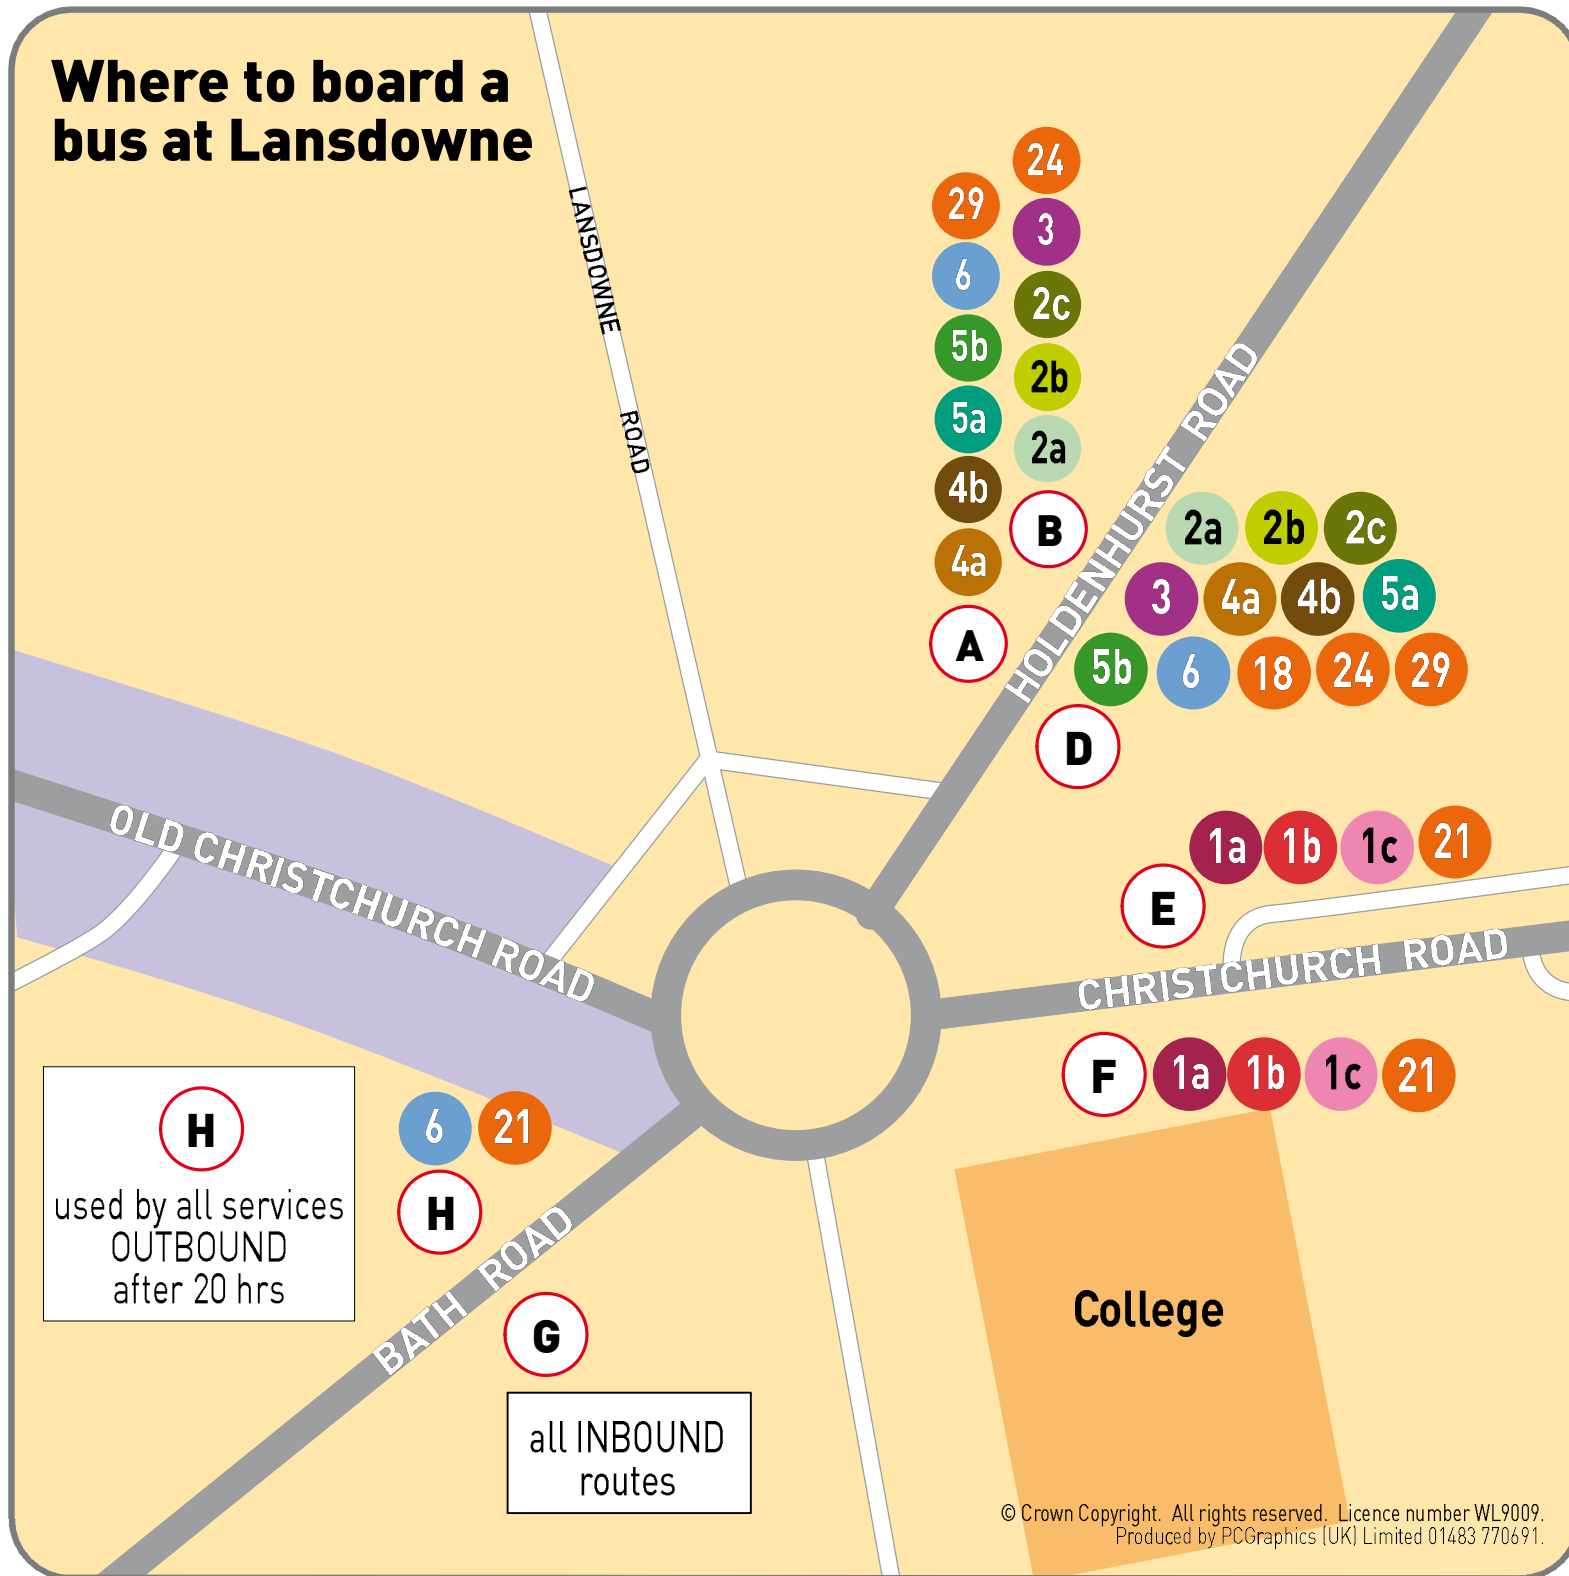 Where to board a
bus at Lansdowne
LANSDOWNE ROAD
24
29
3
6
2c
5b
2b
5a
2a
4b
B
4a
A
HOLDENHURST ROAD
2a 2b 2c
3 4a 4b 5a
5b 6 18 24 29
D
1a 1b 1c 21
E
OLD CHRISTCHURCH ROAD
CHRISTCHURCH ROAD
F 1a 1b 1c 21
H
used by all services
OUTBOUND
after 20 hrs
6 21
H
BATH ROAD
G
all INBOUND
routes
College
© Crown Copyright. All rights reserved. Licence number WL9009.
Produced by PCGraphics (UK) Limited 01483 770691.